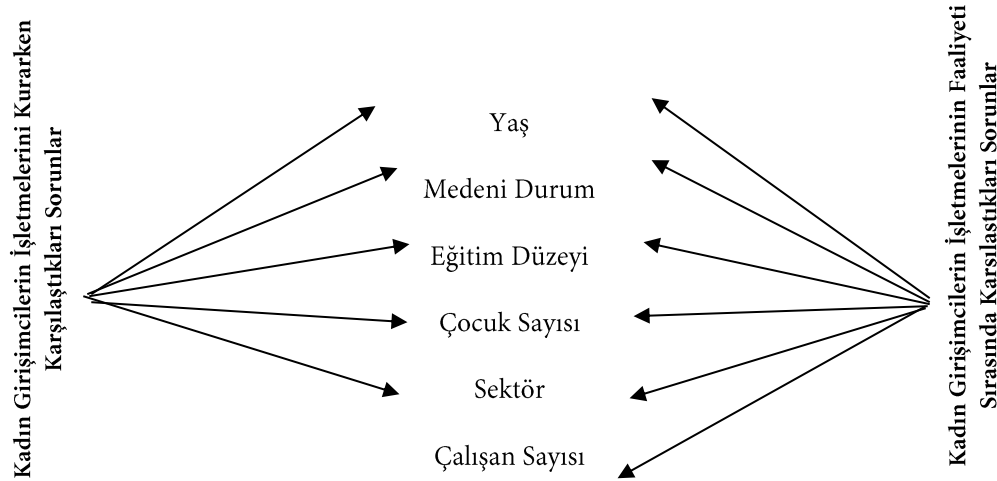 Kadın Girişimcilerin İşletmelerini Kurarken
Karşılaştıkları Sorunlar
Yaş
Medeni Durum
Eğitim Düzeyi
Çocuk Sayısı
Sektör
Çalışan Sayısı
Kadın Girişimcilerin İşletmelerinin Faaliyeti
Sırasında Karsılastıkları Sorunlar